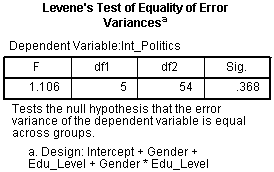 Levene's Test of Equality of Error
Variancesa
Dependent Variable:Int_Politics
F df1 df2 Sig.
1.106 5 54 .368
Tests the null hypothesis that the error
variance of the dependent variable is equal
across groups.
a. Design: Intercept + Gender +
Edu_Level + Gender * Edu_Level